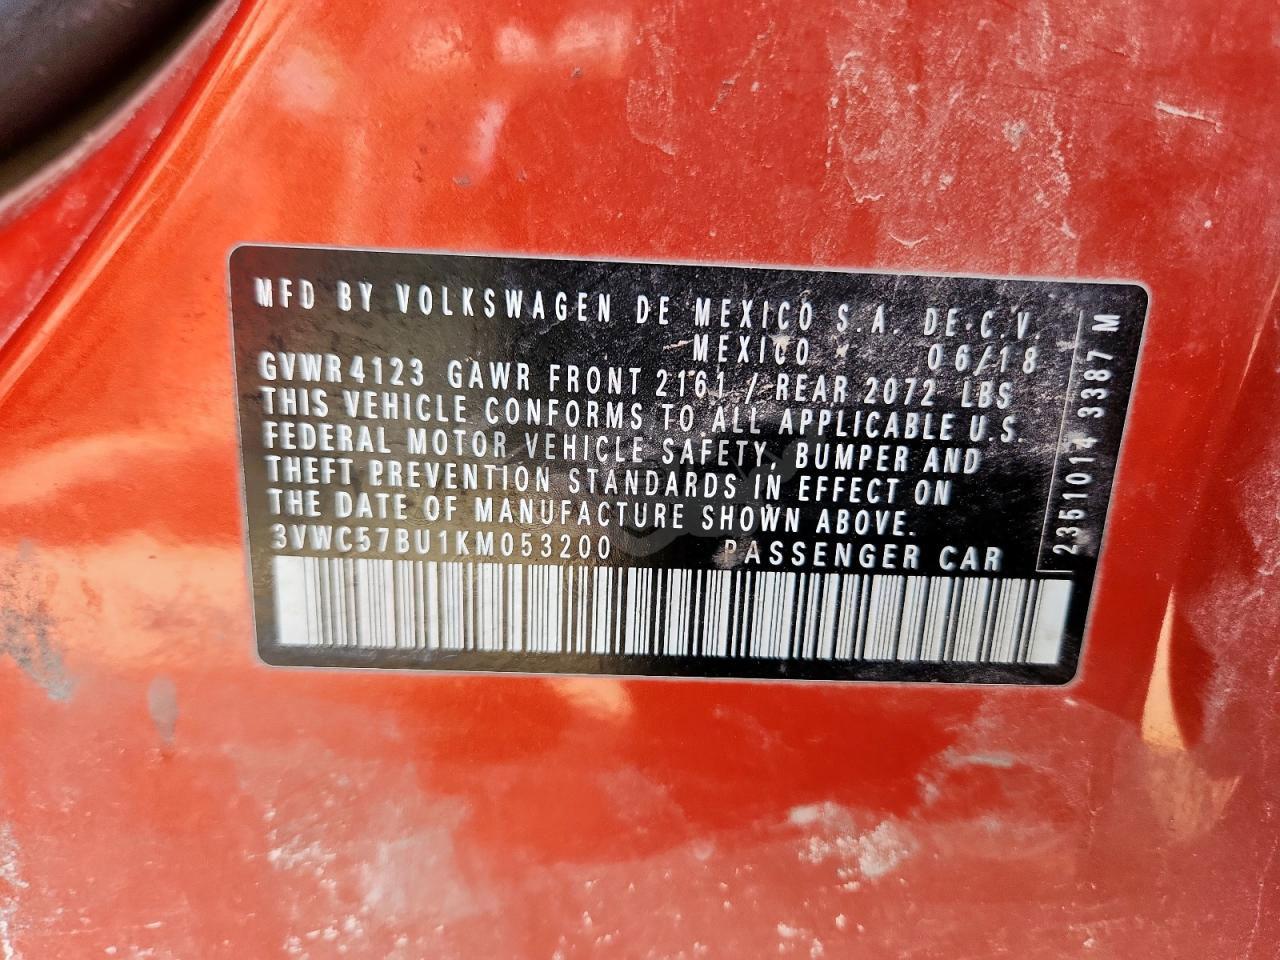 MFD BY VOLKSWAGEN DE MEXICO S.A. DE.C.V.
MEXICO 06/18
GVWR 4123 GAWR FRONT 2161 / REAR 2072 LBS
THIS VEHICLE CONFORMS TO ALL APPLICABLE U.S.
FEDERAL MOTOR VEHICLE SAFETY, BUMPER AND
THEFT PREVENTION STANDARDS IN EFFECT ON
THE DATE OF MANUFACTURE SHOWN ABOVE.
3VWC57BU1KM053200 PASSENGER CAR
2351014 3387 M